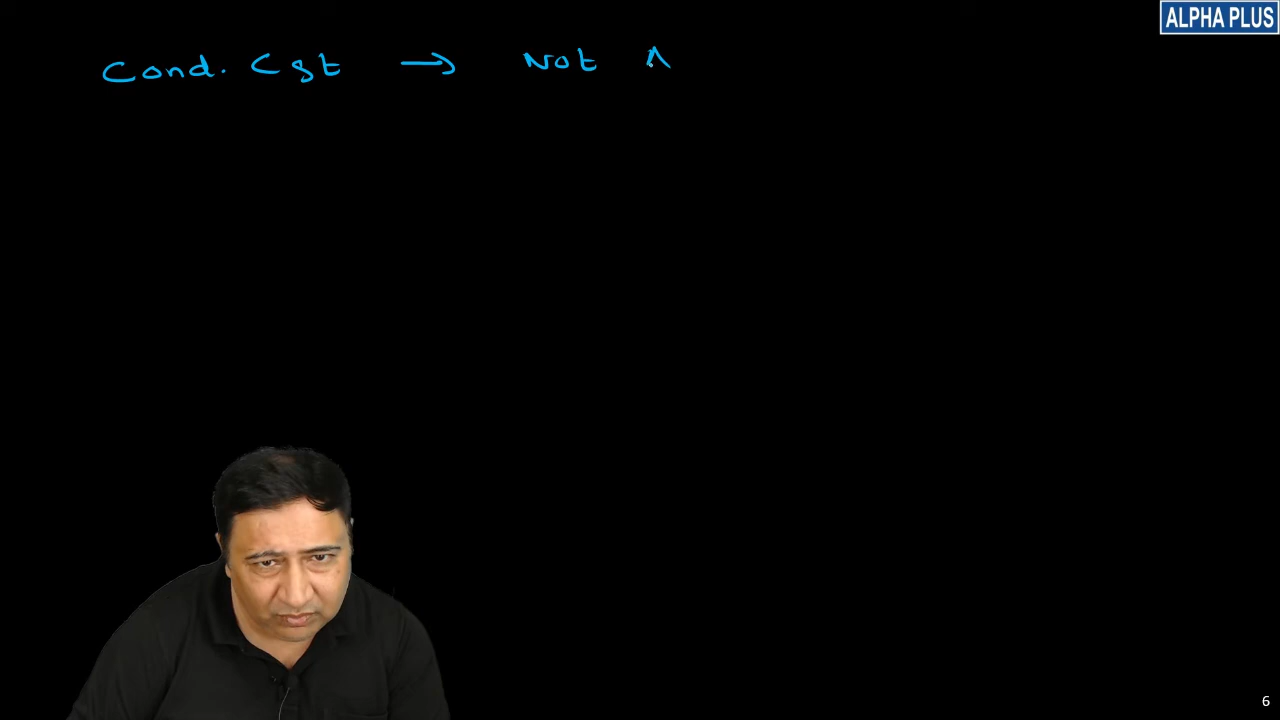 ALPHA PLUS
Cond. Cgt → Not
6